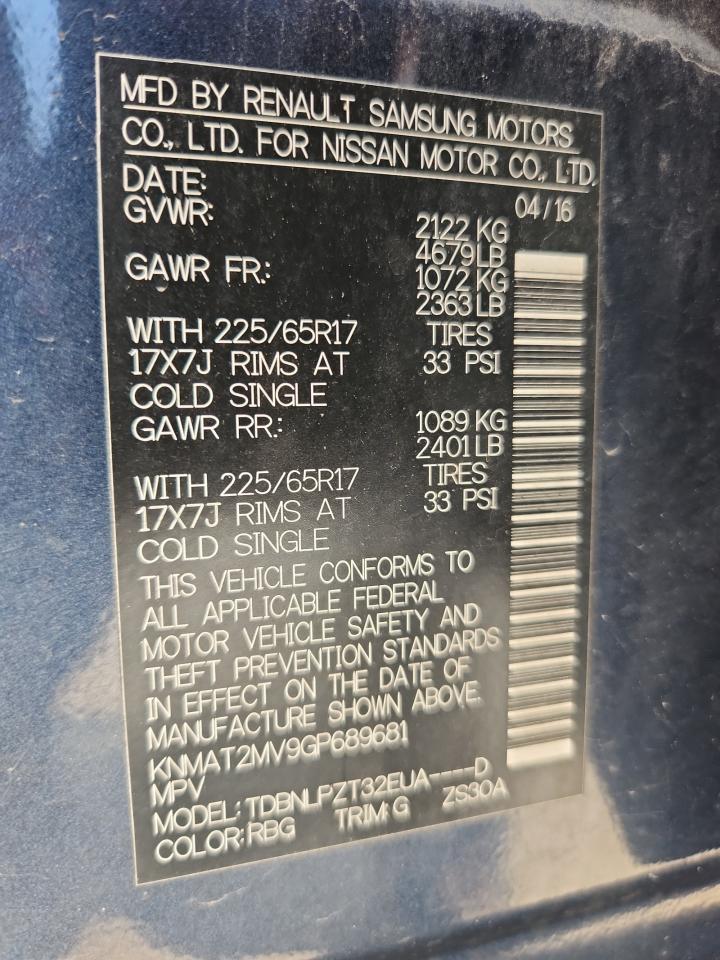 MFD BY RENAULT SAMSUNG MOTORS
CO., LTD. FOR NISSAN MOTOR CO., LTD.
DATE: 04/16
GVWR: 2122 KG
4679 LB
GAWR FR.: 1072 KG
2363 LB
WITH 225/65R17 TIRES
17X7J RIMS AT 33 PSI
COLD SINGLE
GAWR RR.: 1089 KG
2401 LB
WITH 225/65R17 TIRES
17X7J RIMS AT 33 PSI
COLD SINGLE
THIS VEHICLE CONFORMS TO
ALL APPLICABLE FEDERAL
MOTOR VEHICLE SAFETY AND
THEFT PREVENTION STANDARDS
IN EFFECT ON THE DATE OF
MANUFACTURE SHOWN ABOVE.
KNMAT2MV9GP689681
MPV
MODEL: TDBNLPZT32EUA----D
COLOR: RBG TRIM: G ZS30A